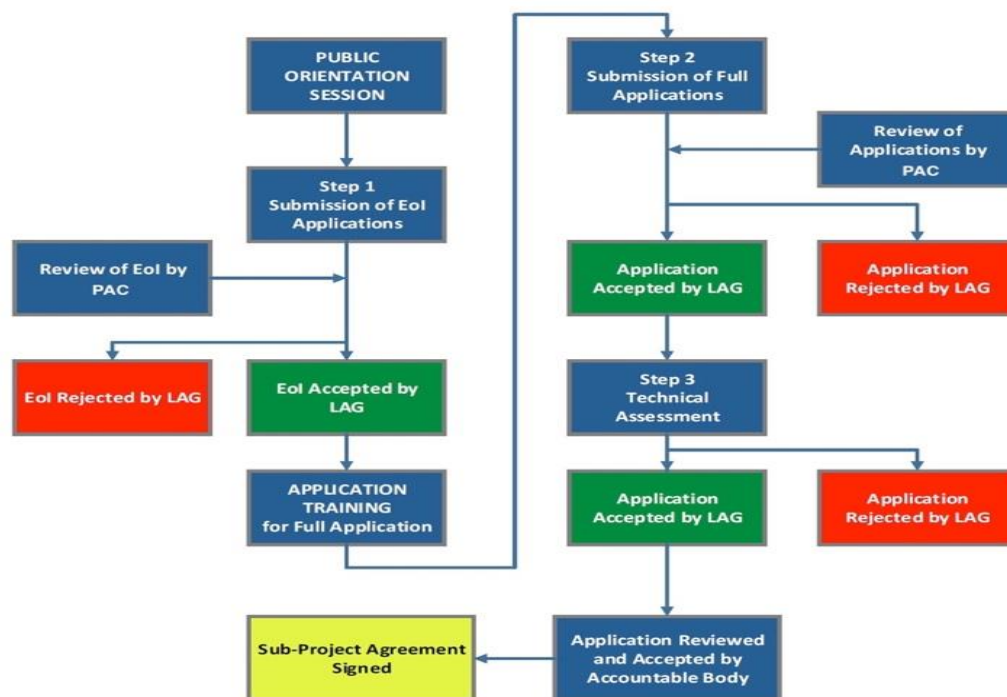 PUBLIC
ORIENTATION
SESSION
Step 1
Submission of EoI
Applications
Review of EoI by
PAC
EoI Rejected by LAG
EoI Accepted by
LAG
APPLICATION
TRAINING
for Full Application
Step 2
Submission of Full
Applications
Review of
Applications by
PAC
Application
Accepted by LAG
Application
Rejected by LAG
Step 3
Technical
Assessment
Application
Accepted by LAG
Application
Rejected by LAG
Application Reviewed
and Accepted by
Accountable Body
Sub-Project Agreement
Signed